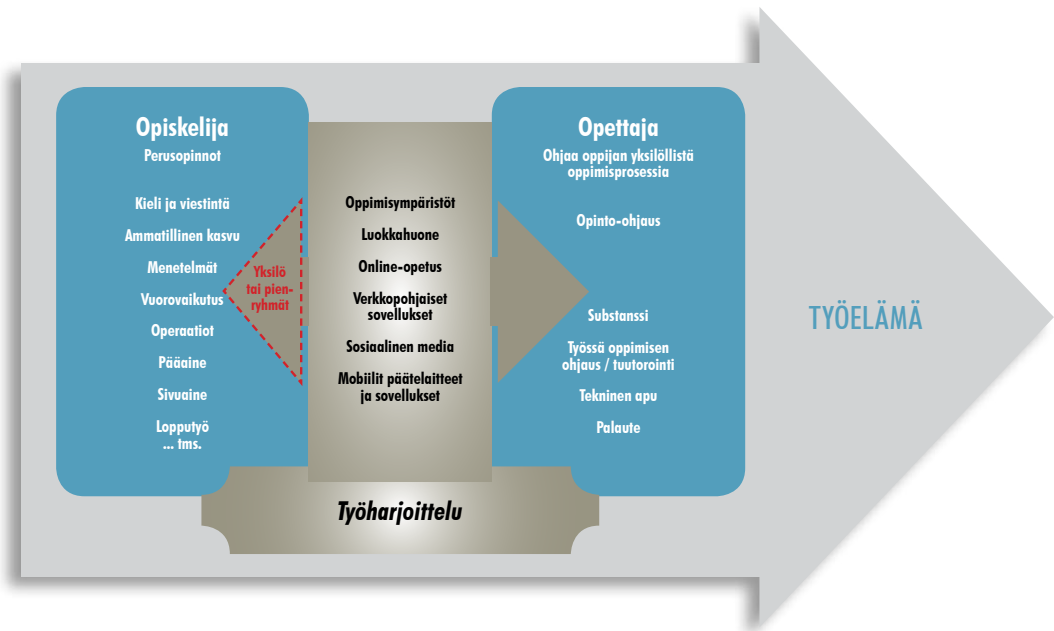 Opiskelija
Perusopinnot
Kieli ja viestintä
Ammatillinen kasvu
Menetelmät
Vuorovaikutus
Operaatiot
Pääaine
Sivuaine
Lopputyö
... tms.
Yksilö
tai pien-
ryhmät
Oppimisympäristöt
Luokkahuone
Online-opetus
Verkkopohjaiset
sovellukset
Sosiaalinen media
Mobiilit päätelaitteet
ja sovellukset
Opettaja
Ohjaa oppijan yksilöllistä
oppimisprosessia
Opinto-ohjaus
Substanssi
Työssä oppimisen
ohjaus / tuutorointi
Tekninen apu
Palaute
Työharjoittelu
TYÖELÄMÄ